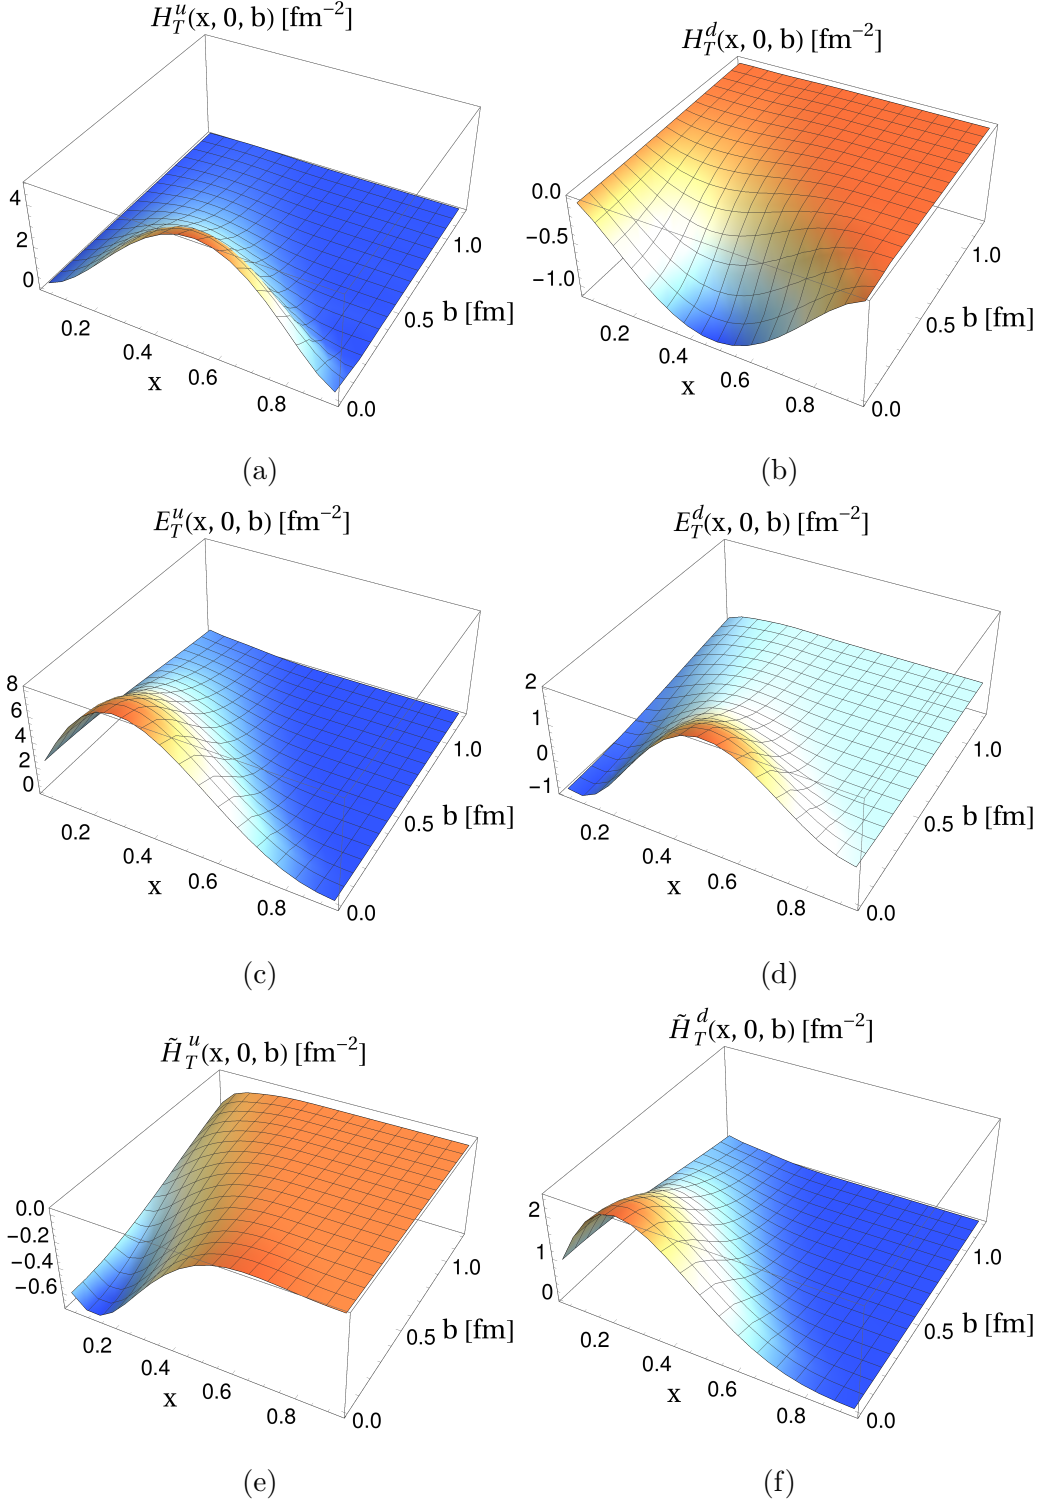 H_T^u(x, 0, b) [fm⁻²]
4
2
0
0.2
0.4
0.6
0.8
x
0.0
0.5
1.0
b [fm]
(a)
H_T^d(x, 0, b) [fm⁻²]
0.0
−0.5
−1.0
0.2
0.4
0.6
0.8
x
0.0
0.5
1.0
b [fm]
(b)
E_T^u(x, 0, b) [fm⁻²]
8
6
4
2
0
0.2
0.4
0.6
0.8
x
0.0
0.5
1.0
b [fm]
(c)
E_T^d(x, 0, b) [fm⁻²]
2
1
0
−1
0.2
0.4
0.6
0.8
x
0.0
0.5
1.0
b [fm]
(d)
H̃_T^u(x, 0, b) [fm⁻²]
0.0
−0.2
−0.4
−0.6
0.2
0.4
0.6
0.8
x
0.0
0.5
1.0
b [fm]
(e)
H̃_T^d(x, 0, b) [fm⁻²]
2
1
0
0.2
0.4
0.6
0.8
x
0.0
0.5
1.0
b [fm]
(f)